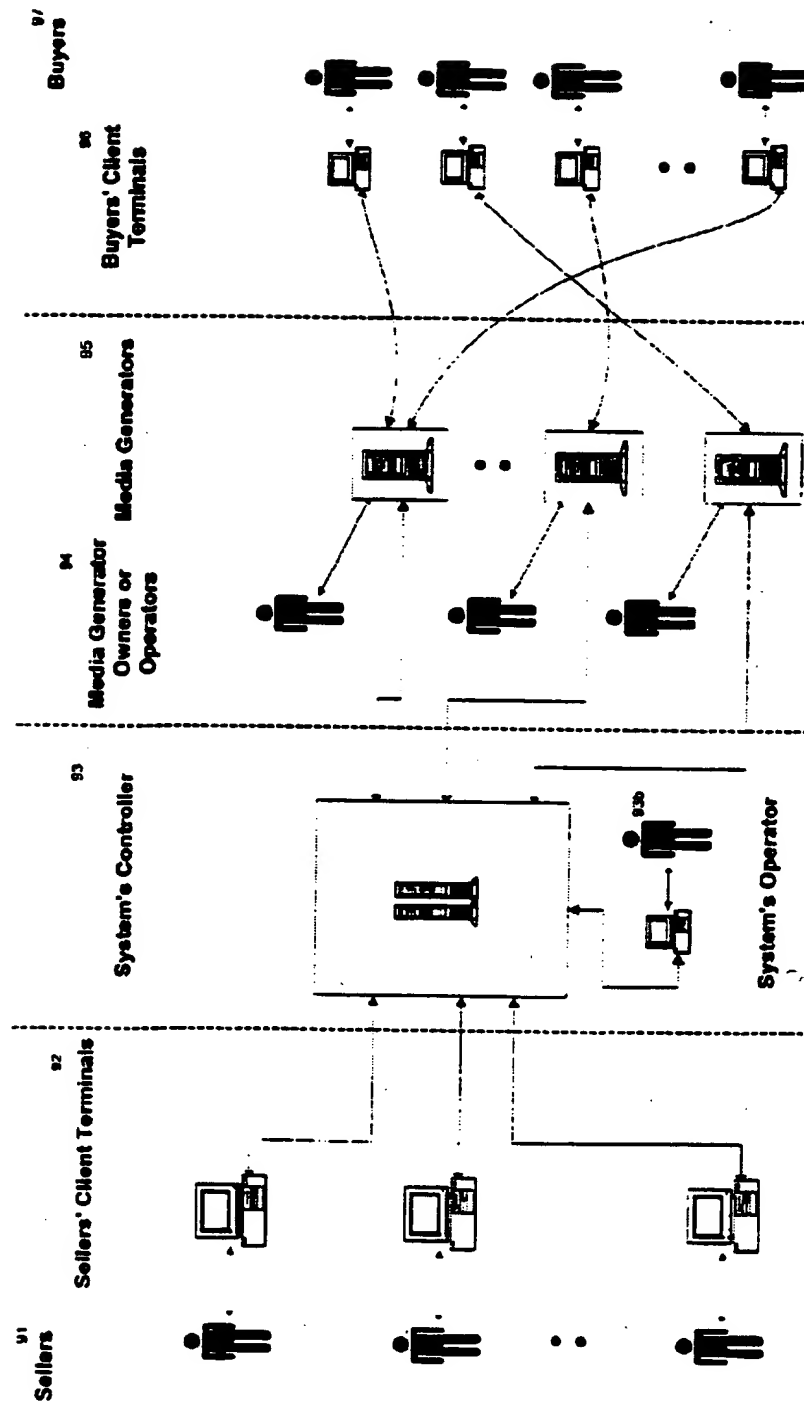 91
Sellers
92
Sellers' Client Terminals
93
System's Controller
93b
System's Operator
94
Media Generator
Owners or
Operators
95
Media Generators
96
Buyers' Client
Terminals
97
Buyers